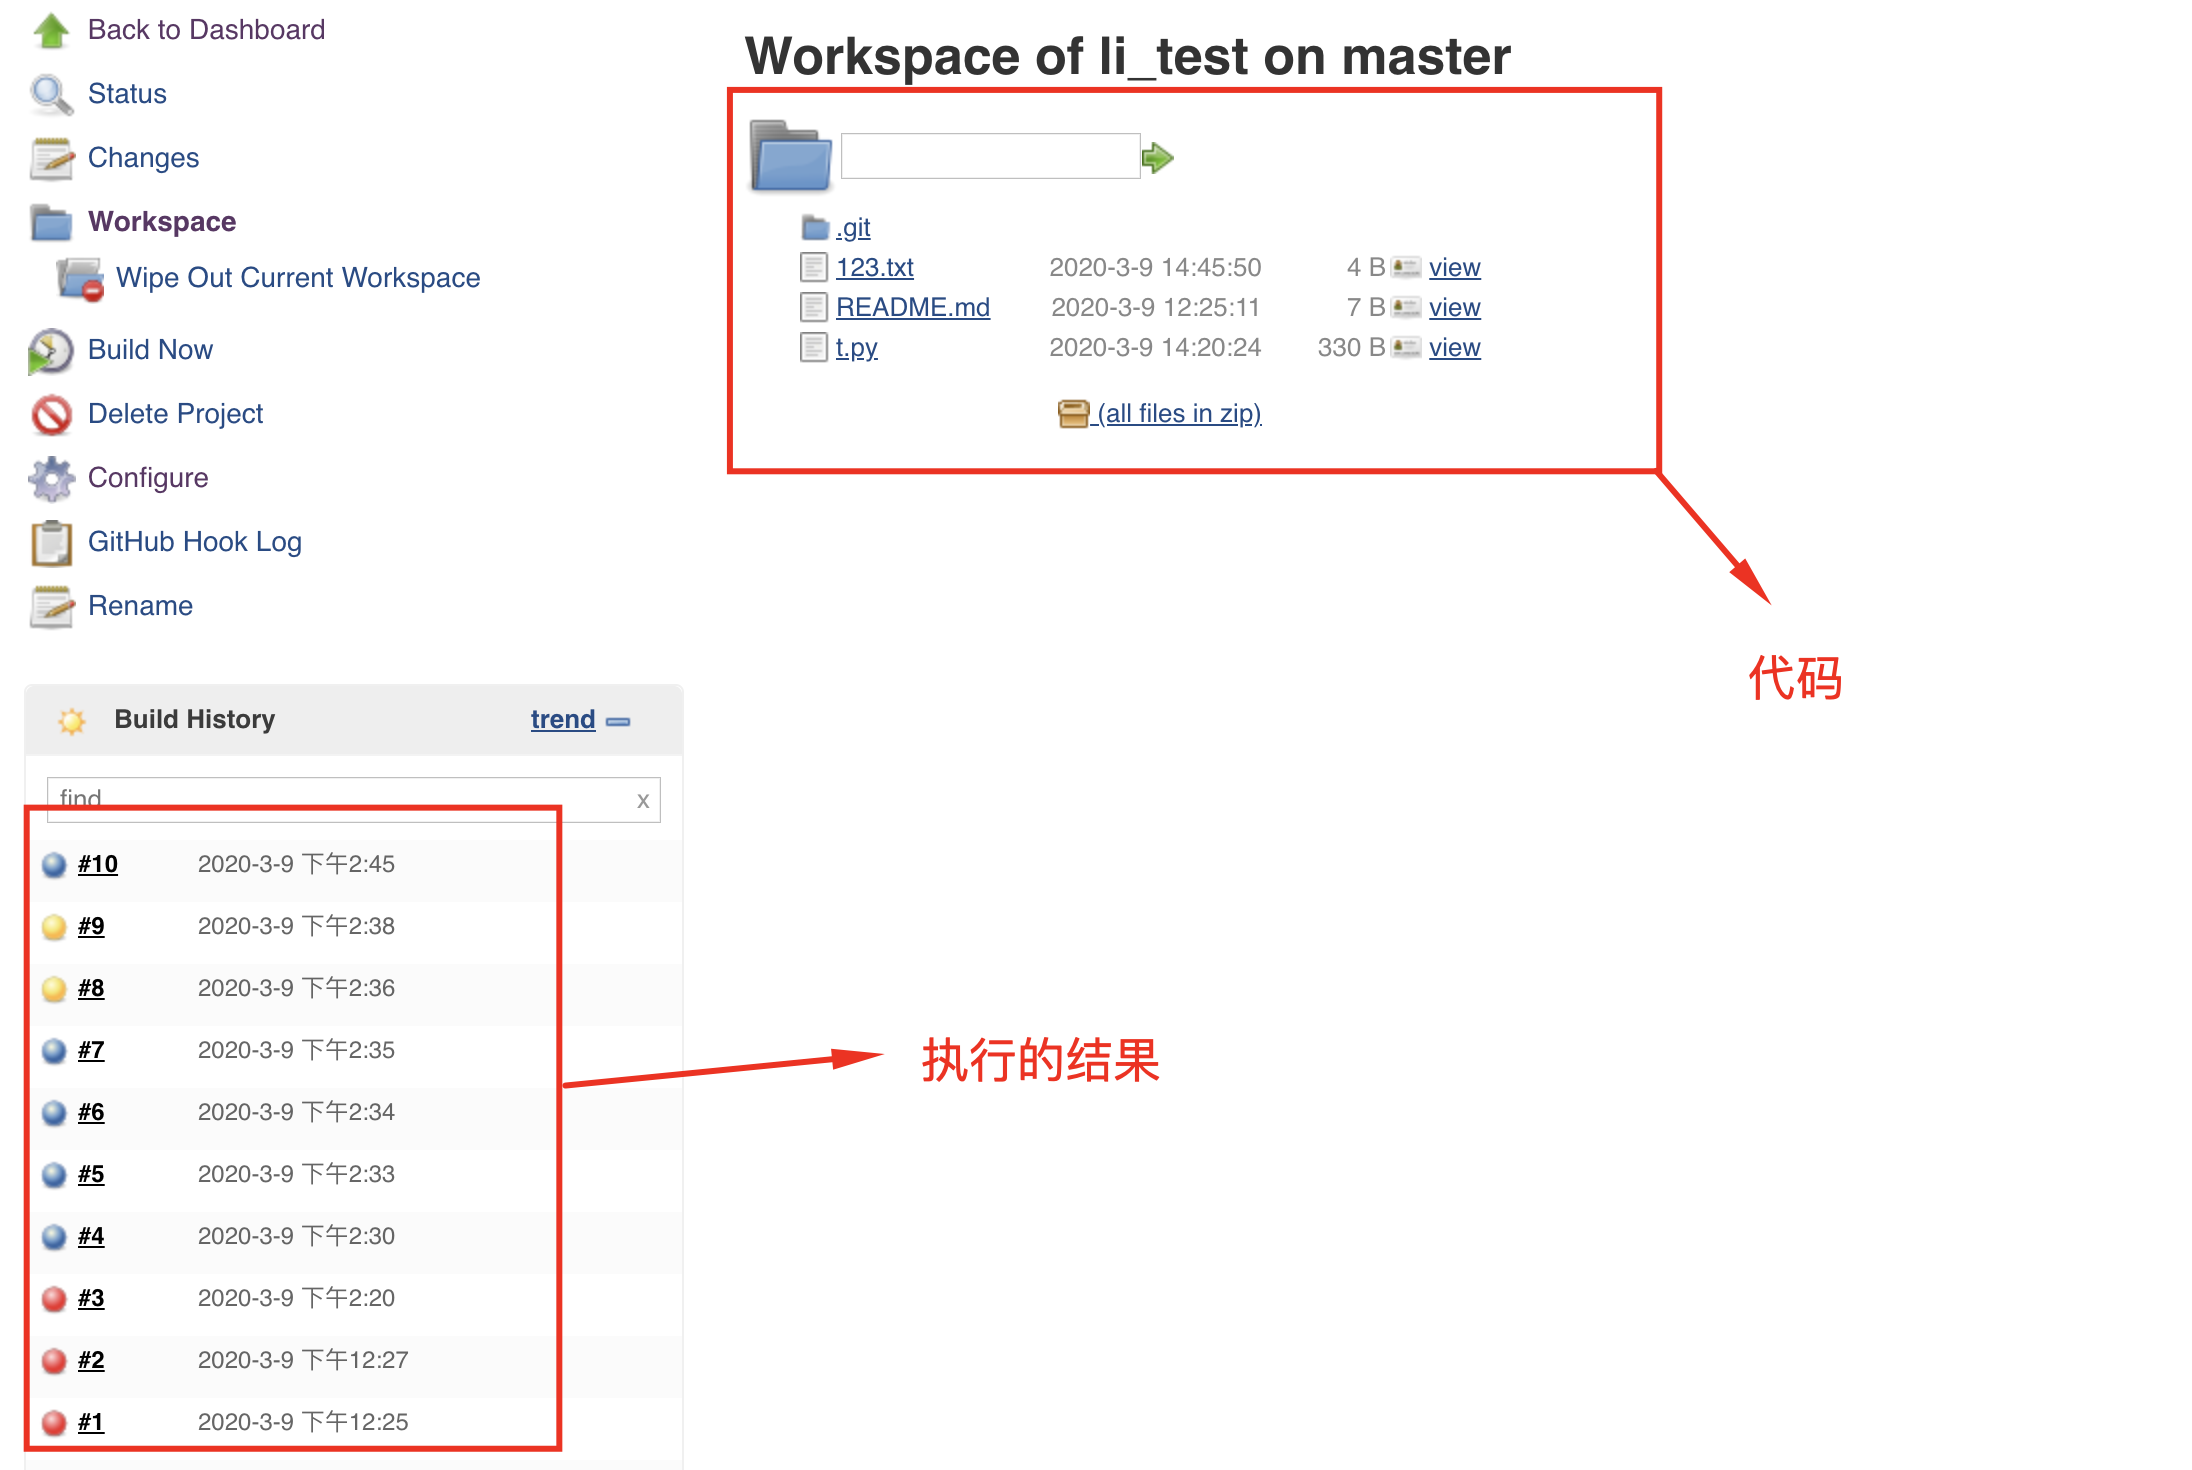 Back to Dashboard
Status
Changes
Workspace
Wipe Out Current Workspace
Build Now
Delete Project
Configure
GitHub Hook Log
Rename
Workspace of li_test on master
.git
123.txt 2020-3-9 14:45:50 4 B view
README.md 2020-3-9 12:25:11 7 B view
t.py 2020-3-9 14:20:24 330 B view
(all files in zip)
代码
Build History trend
find x
#10 2020-3-9 下午2:45
#9 2020-3-9 下午2:38
#8 2020-3-9 下午2:36
#7 2020-3-9 下午2:35
#6 2020-3-9 下午2:34
#5 2020-3-9 下午2:33
#4 2020-3-9 下午2:30
#3 2020-3-9 下午2:20
#2 2020-3-9 下午12:27
#1 2020-3-9 下午12:25
执行的结果